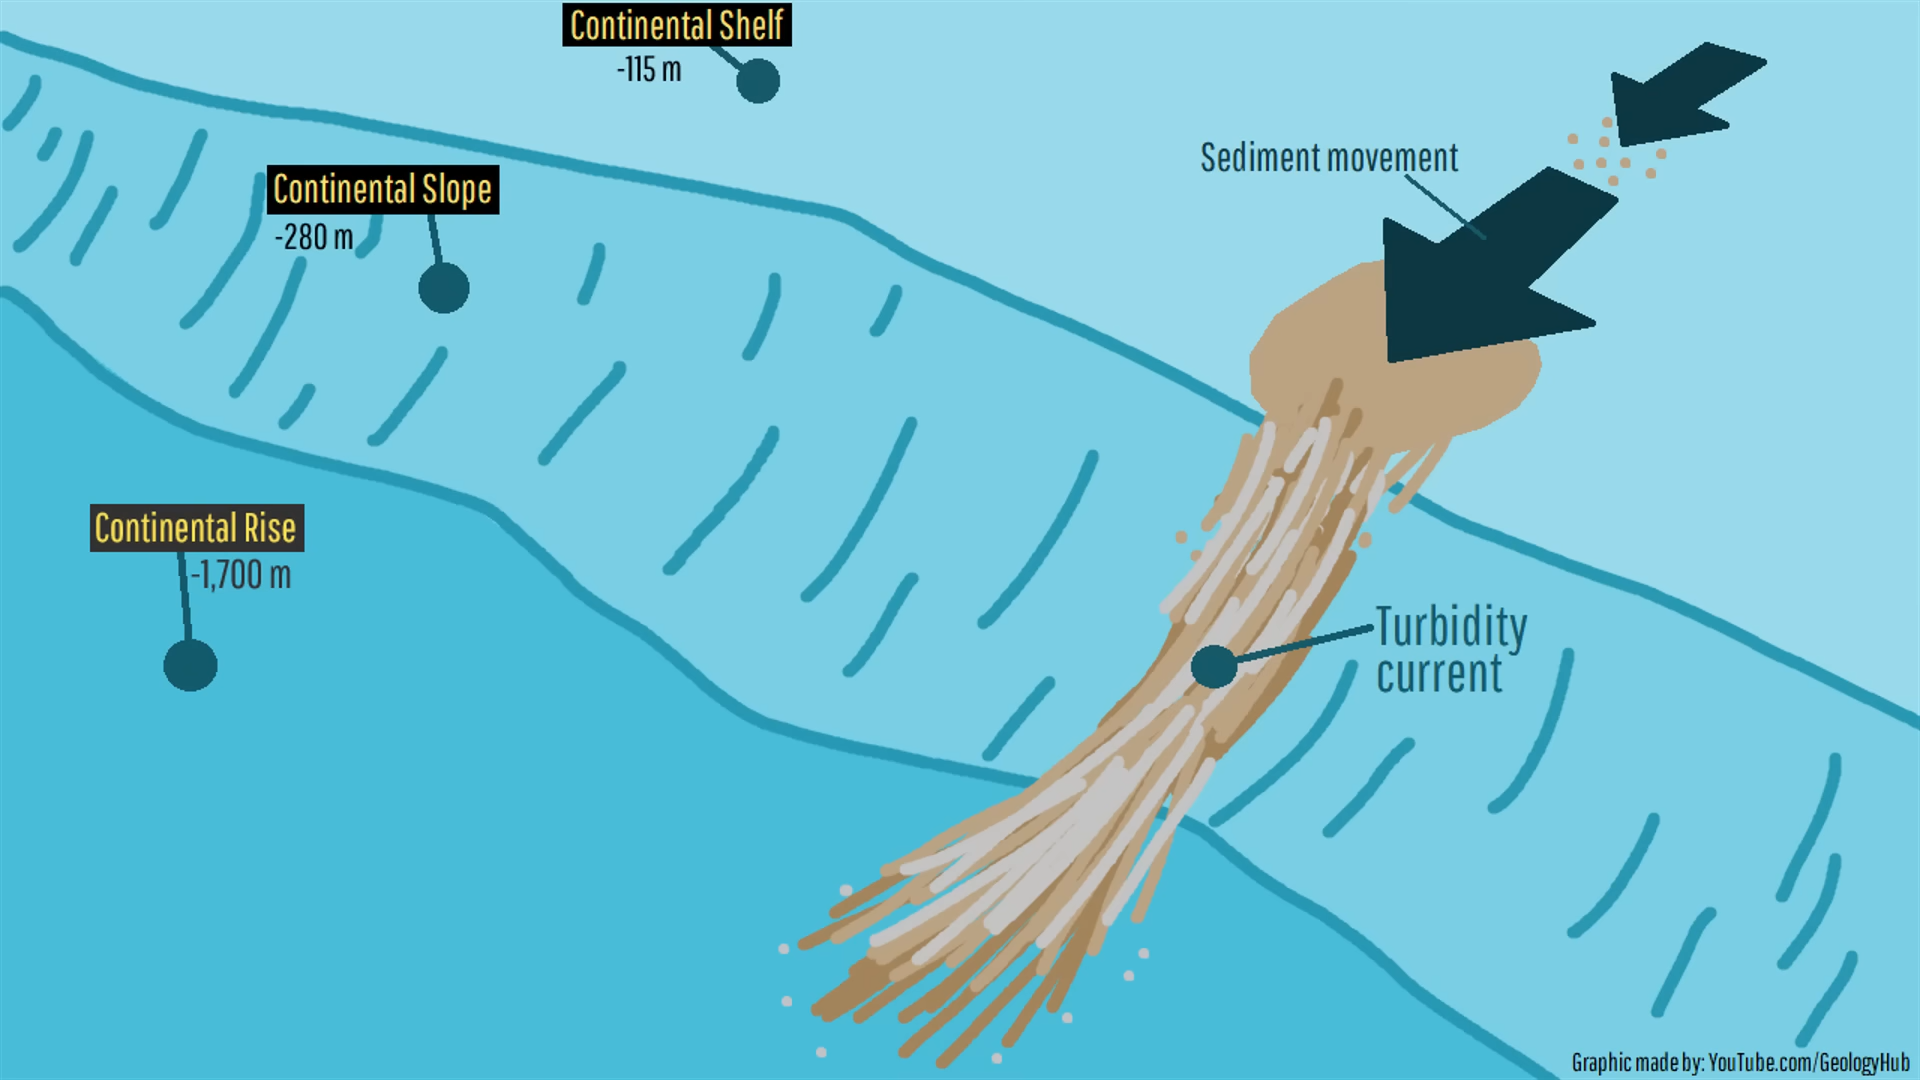 Continental Shelf
-115 m
Sediment movement
Continental Slope
-280 m
Continental Rise
-1,700 m
Turbidity
current
Graphic made by: YouTube.com/GeologyHub